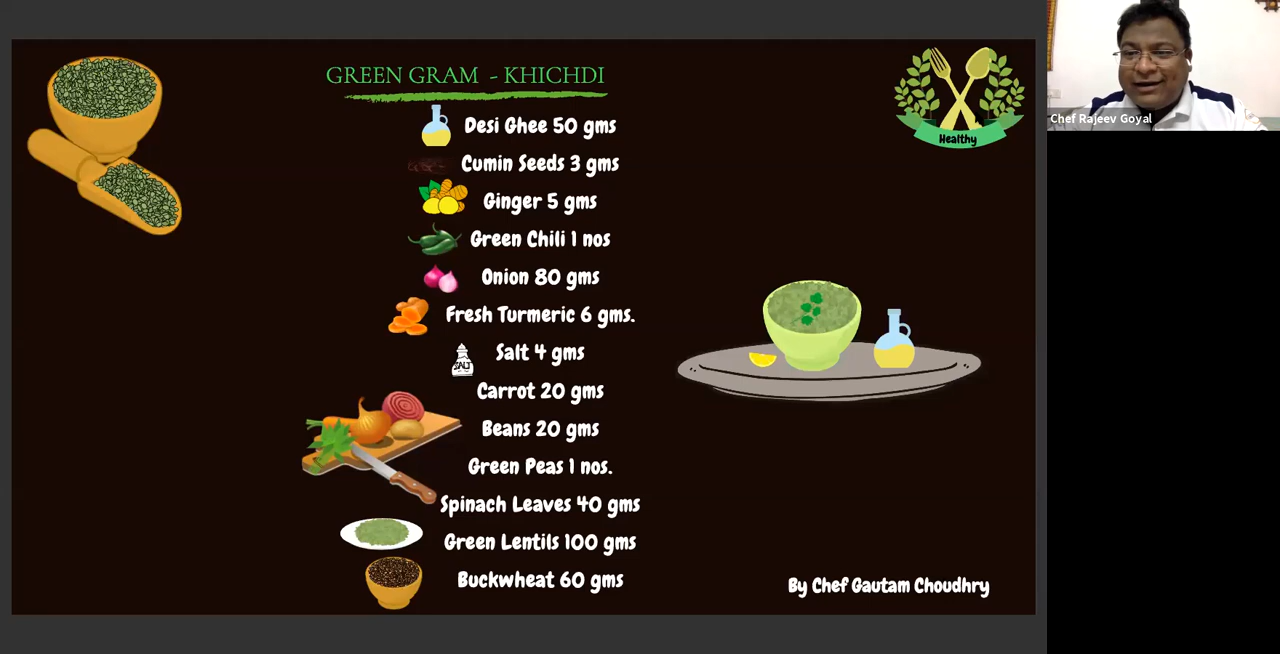 GREEN GRAM - KHICHDI
Desi Ghee 50 gms
Cumin Seeds 3 gms
Ginger 5 gms
Green Chili 1 nos
Onion 80 gms
Fresh Turmeric 6 gms.
Salt 4 gms
SALT
Carrot 20 gms
Beans 20 gms
Green Peas 1 nos.
Spinach Leaves 40 gms
Green Lentils 100 gms
Buckwheat 60 gms
Healthy
By Chef Gautam Choudhry
Chef Rajeev Goyal